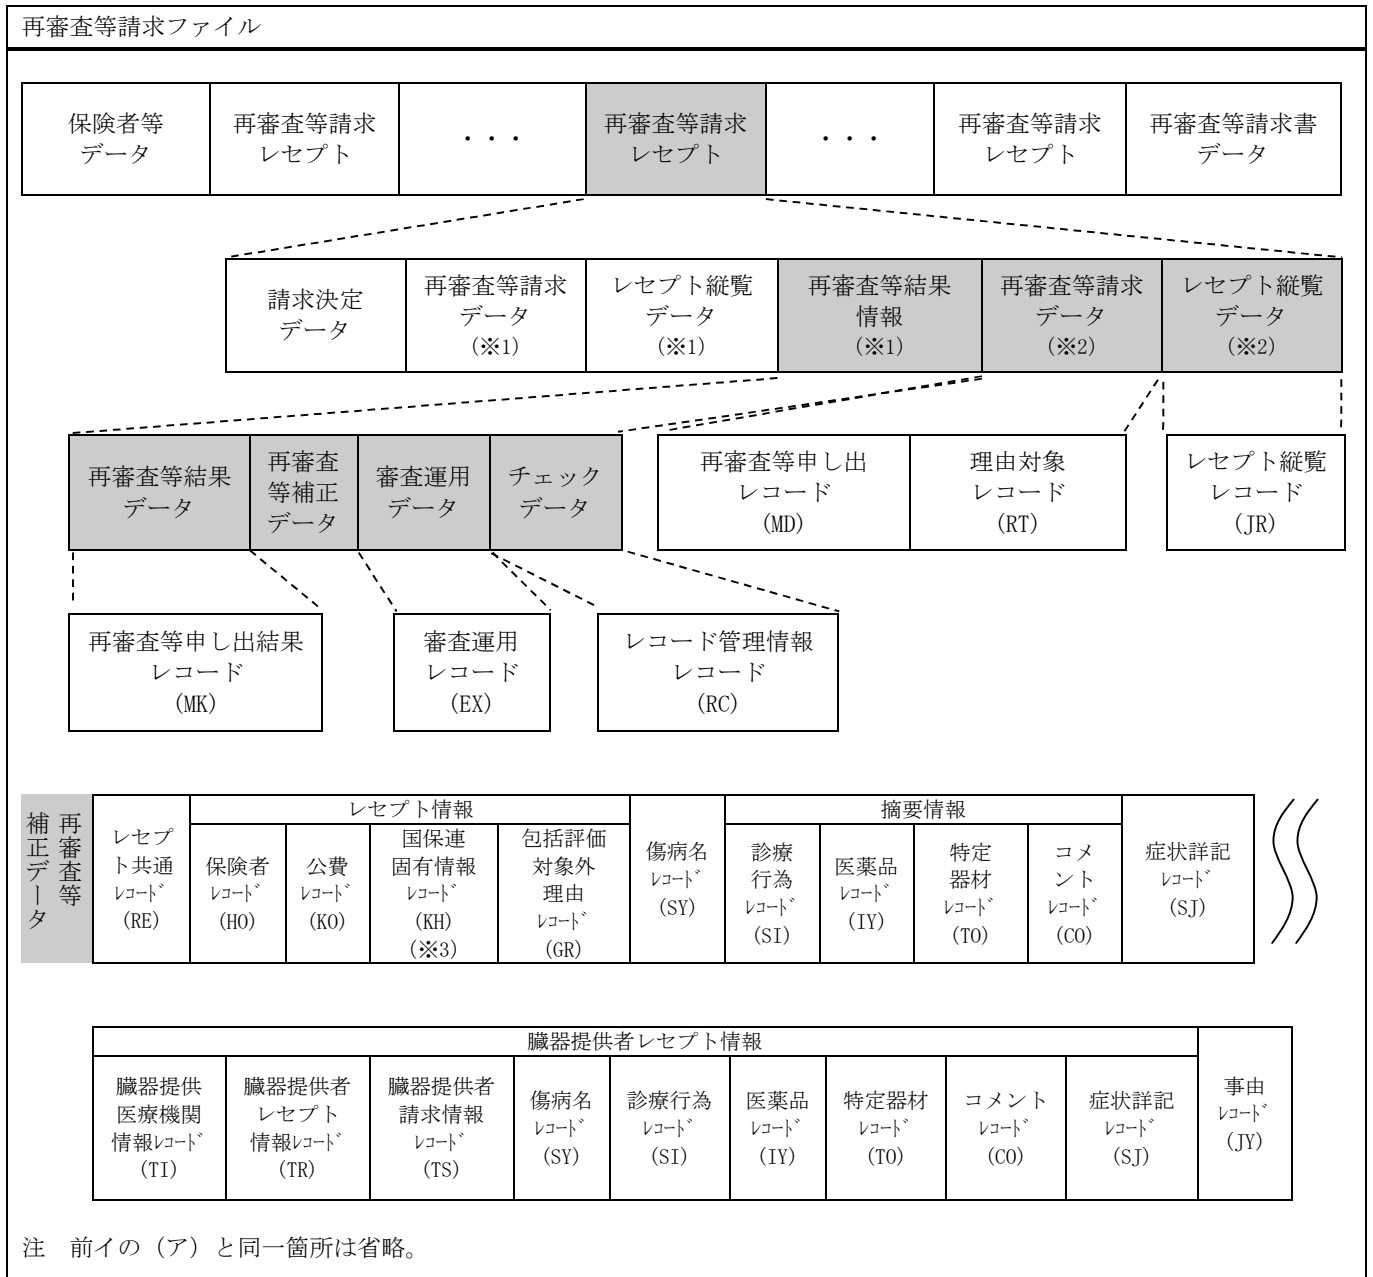 再審査等請求ファイル
保険者等
データ
再審査等請求
レセプト
・・・
再審査等請求
レセプト
・・・
再審査等請求
レセプト
再審査等請求書
データ
請求決定
データ
再審査等請求
データ
(※1)
レセプト縦覧
データ
(※1)
再審査等結果
情報
(※1)
再審査等請求
データ
(※2)
レセプト縦覧
データ
(※2)
再審査等結果
データ
再審査
等補正
データ
審査運用
データ
チェック
データ
再審査等申し出
レコード
(MD)
理由対象
レコード
(RT)
レセプト縦覧
レコード
(JR)
再審査等申し出結果
レコード
(MK)
審査運用
レコード
(EX)
レコード管理情報
レコード
(RC)
再審査等
補正データ
レセプ
ト共通
レコード
(RE)
レセプト情報
保険者
レコード
(HO)
公費
レコード
(KO)
国保連
固有情報
レコード
(KH)
(※3)
包括評価
対象外
理由
レコード
(GR)
傷病名
レコード
(SY)
摘要情報
診療
行為
レコード
(SI)
医薬品
レコード
(IY)
特定
器材
レコード
(TO)
コメ
ント
レコード
(CO)
症状詳記
レコード
(SJ)
臓器提供者レセプト情報
臓器提供
医療機関
情報レコード
(TI)
臓器提供者
レセプト
情報レコード
(TR)
臓器提供者
請求情報
レコード
(TS)
傷病名
レコード
(SY)
診療行為
レコード
(SI)
医薬品
レコード
(IY)
特定器材
レコード
(TO)
コメント
レコード
(CO)
症状詳記
レコード
(SJ)
事由
レコード
(JY)
注　前イの（ア）と同一箇所は省略。